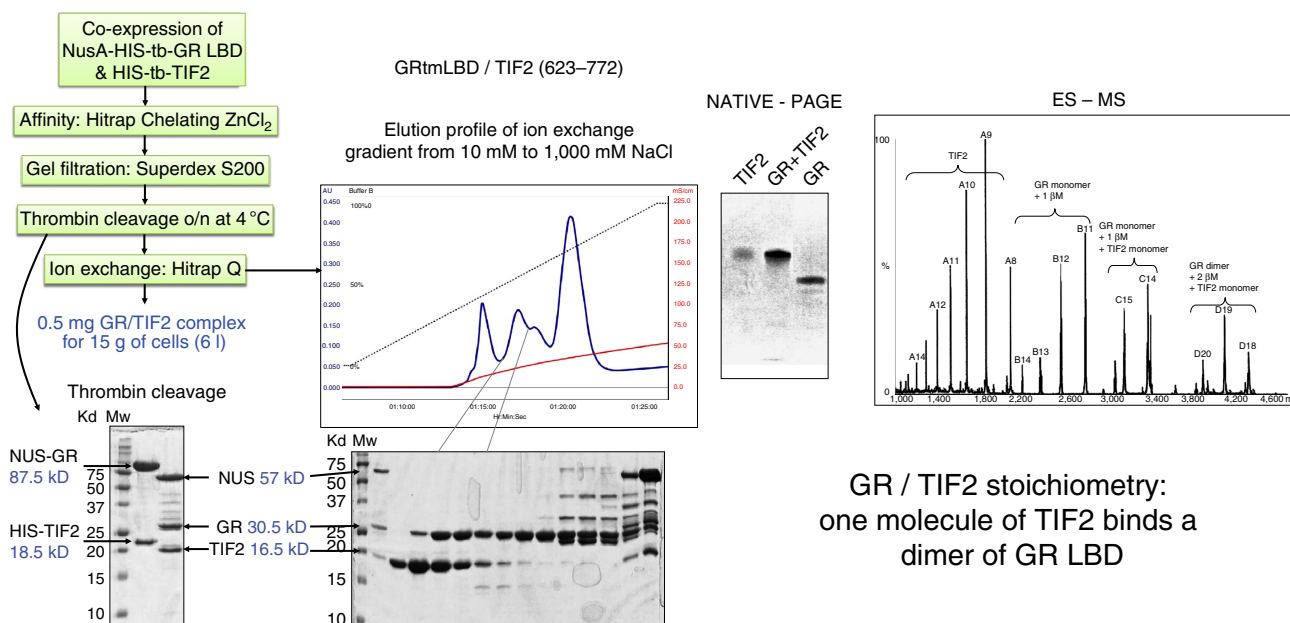 Co-expression of
NusA-HIS-tb-GR LBD
& HIS-tb-TIF2
Affinity: Hitrap Chelating ZnCl2
Gel filtration: Superdex S200
Thrombin cleavage o/n at 4 °C
Ion exchange: Hitrap Q
0.5 mg GR/TIF2 complex
for 15 g of cells (6 l)
GRtmLBD / TIF2 (623–772)
Elution profile of ion exchange
gradient from 10 mM to 1,000 mM NaCl
AU
Buffer B
mS/cm
0.450
0.400
0.350
0.300
0.250
0.200
0.150
0.100
0.050
0.000
100%0
50%
0%
225.0
200.0
175.0
150.0
125.0
100.0
75.0
50.0
25.0
0.0
01:10:00
01:15:00
01:20:00
01:25:00
Hr:Min:Sec
NATIVE - PAGE
TIF2
GR+TIF2
GR
ES – MS
100
%
0
TIF2
A9
A10
A11
A12
A14
A8
GR monomer
+ 1 βM
B11
B12
B13
B14
GR monomer
+ 1 βM
+ TIF2 monomer
C14
C15
GR dimer
+ 2 βM
+ TIF2 monomer
D19
D20
D18
1,000
1,400
1,800
2,200
2,600
3,000
3,400
3,800
4,200
4,600
Thrombin cleavage
Kd Mw
NUS-GR
87.5 kD
HIS-TIF2
18.5 kD
75
50
37
25
20
15
10
NUS 57 kD
GR 30.5 kD
TIF2 16.5 kD
Kd Mw
75
50
37
25
20
15
10
GR / TIF2 stoichiometry:
one molecule of TIF2 binds a
dimer of GR LBD